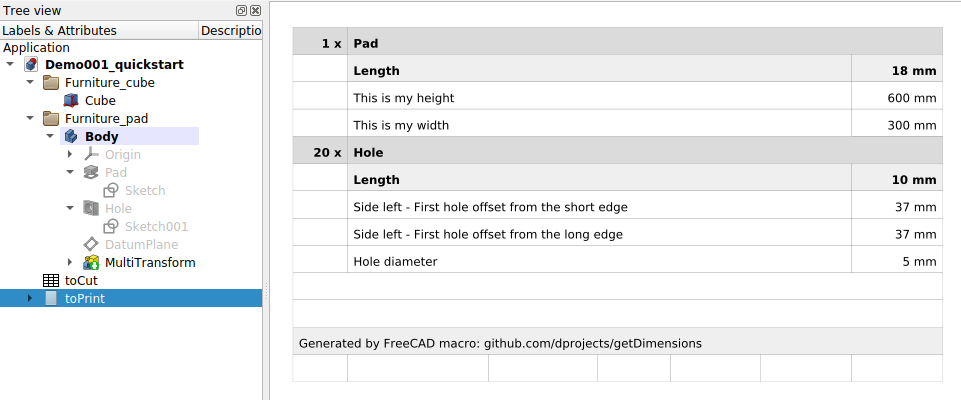 Tree view
Labels & Attributes Descriptio
Application
Demo001_quickstart
Furniture_cube
Cube
Furniture_pad
Body
Origin
Pad
Sketch
Hole
Sketch001
DatumPlane
MultiTransform
toCut
toPrint
1 x Pad
Length 18 mm
This is my height 600 mm
This is my width 300 mm
20 x Hole
Length 10 mm
Side left - First hole offset from the short edge 37 mm
Side left - First hole offset from the long edge 37 mm
Hole diameter 5 mm
Generated by FreeCAD macro: github.com/dprojects/getDimensions